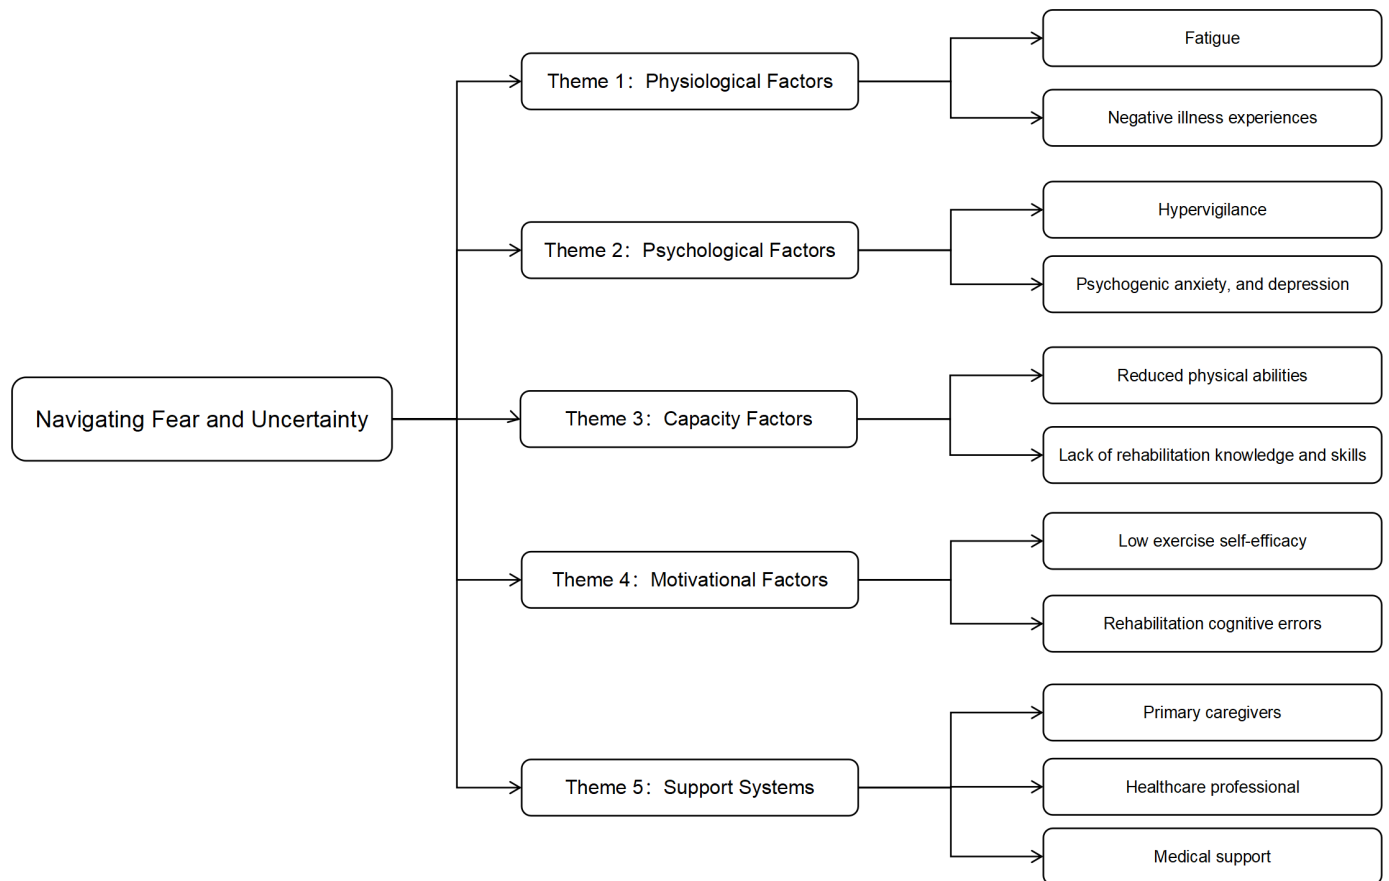 Navigating Fear and Uncertainty
Theme 1：Physiological Factors
Fatigue
Negative illness experiences
Theme 2：Psychological Factors
Hypervigilance
Psychogenic anxiety, and depression
Theme 3：Capacity Factors
Reduced physical abilities
Lack of rehabilitation knowledge and skills
Theme 4：Motivational Factors
Low exercise self-efficacy
Rehabilitation cognitive errors
Theme 5：Support Systems
Primary caregivers
Healthcare professional
Medical support